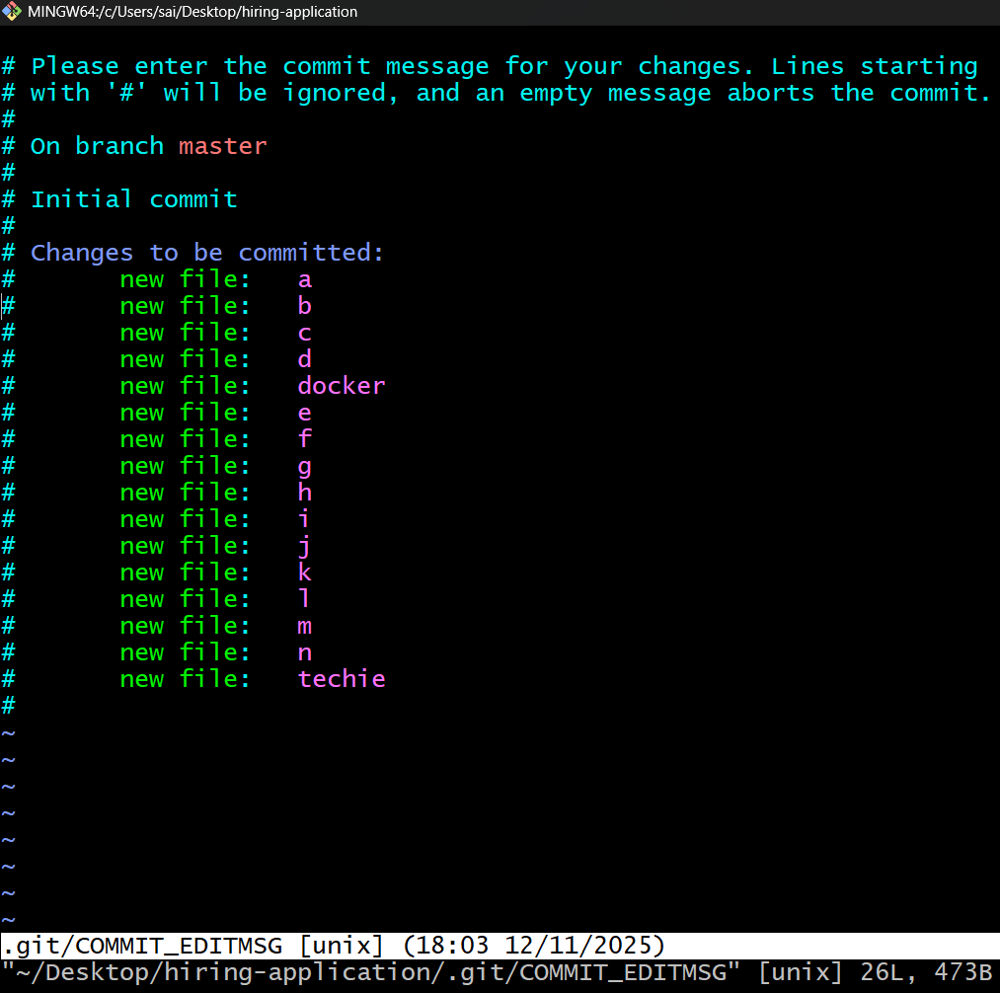 MINGW64:/c/Users/sai/Desktop/hiring-application
# Please enter the commit message for your changes. Lines starting
# with '#' will be ignored, and an empty message aborts the commit.
#
# On branch master
#
# Initial commit
#
# Changes to be committed:
#       new file:   a
#       new file:   b
#       new file:   c
#       new file:   d
#       new file:   docker
#       new file:   e
#       new file:   f
#       new file:   g
#       new file:   h
#       new file:   i
#       new file:   j
#       new file:   k
#       new file:   l
#       new file:   m
#       new file:   n
#       new file:   techie
#
~
~
~
~
~
~
~
~
.git/COMMIT_EDITMSG [unix] (18:03 12/11/2025)
"~/Desktop/hiring-application/.git/COMMIT_EDITMSG" [unix] 26L, 473B